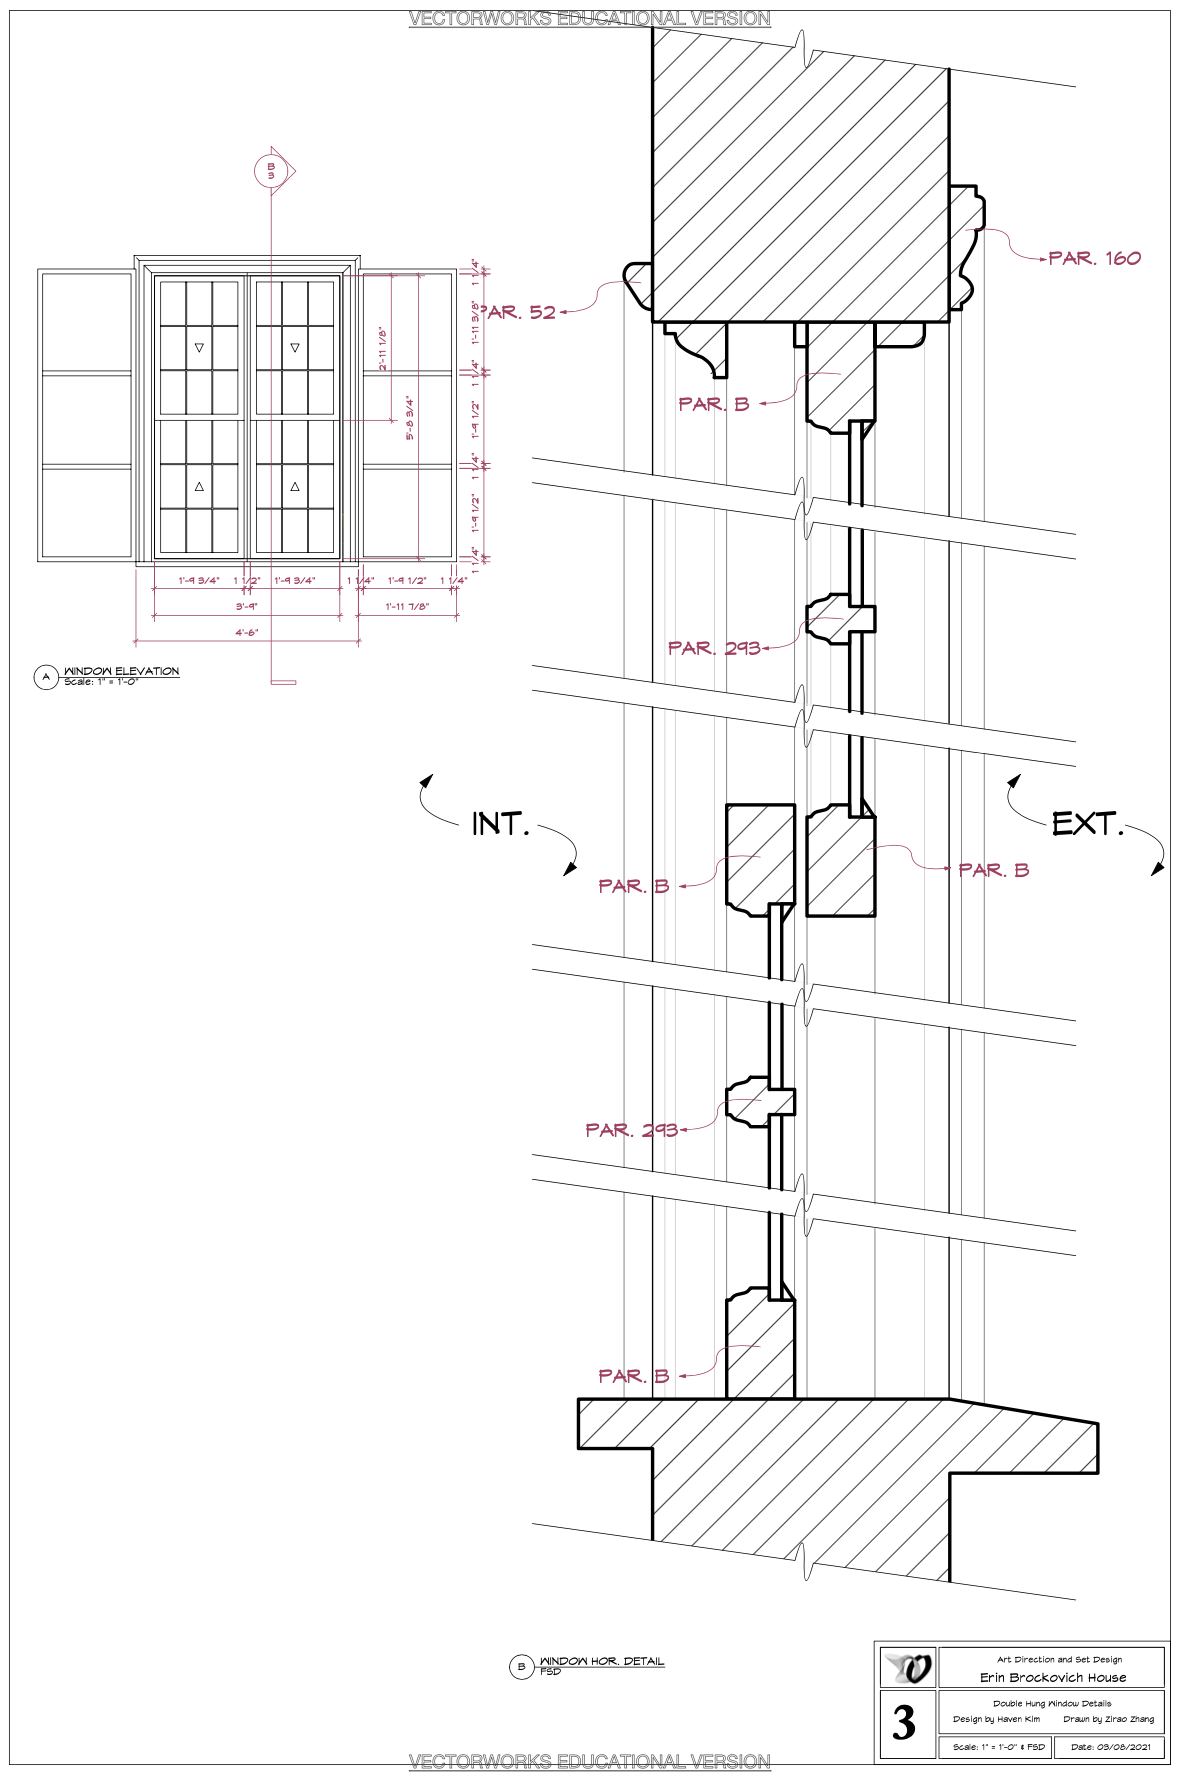 VECTORWORKS EDUCATIONAL VERSION
B
3
PAR. 160
AR. 52
PAR. B
1 1/4"
1'-11 3/8"
1 1/4"
1'-9 1/2"
1 1/4"
1'-9 1/2"
1 1/4"
2'-11 1/8"
5'-8 3/4"
1'-9 3/4" 1 1/2" 1'-9 3/4" 1 1/4" 1'-9 1/2" 1 1/4"
3'-9" 1'-11 7/8"
4'-6"
PAR. 293
A WINDOW ELEVATION
Scale: 1" = 1'-0"
INT.
EXT.
PAR. B
PAR. B
PAR. 293
PAR. B
B WINDOW HOR. DETAIL
FSD
Art Direction and Set Design
Erin Brockovich House
3
Double Hung Window Details
Design by Haven Kim Drawn by Zirao Zhang
Scale: 1" = 1'-0" & FSD Date: 03/08/2021
VECTORWORKS EDUCATIONAL VERSION